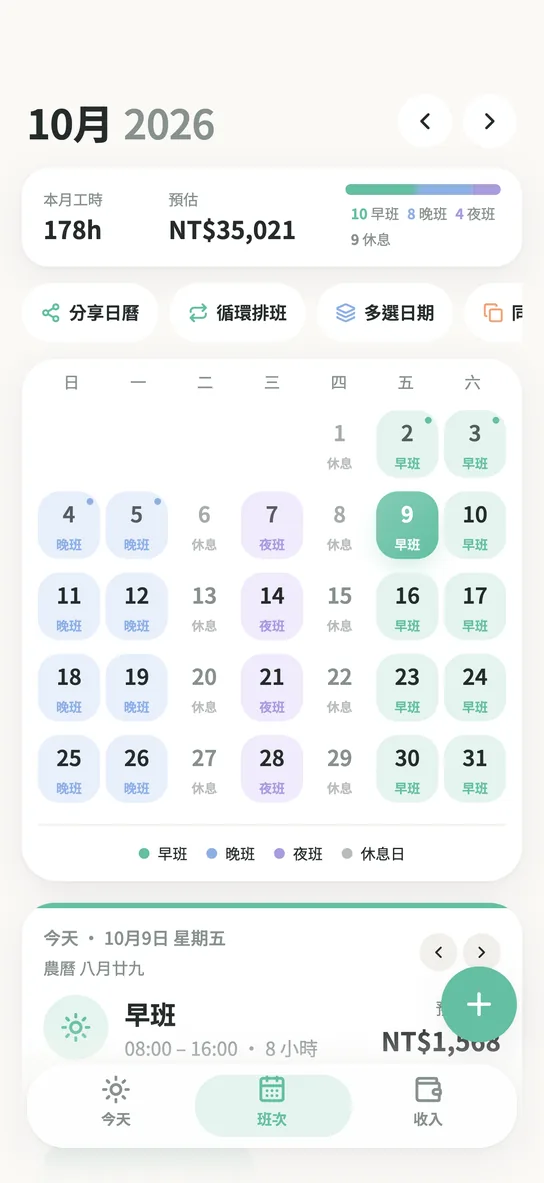 10月 2026
本月工時 預估
178h NT$35,021
10 早班 8 晚班 4 夜班
9 休息
分享日曆 循環排班 多選日期
日 一 二 三 四 五 六
1 2 3
休息 早班 早班
4 5 6 7 8 9 10
晚班 晚班 休息 夜班 休息 早班 早班
11 12 13 14 15 16 17
晚班 晚班 休息 夜班 休息 早班 早班
18 19 20 21 22 23 24
晚班 晚班 休息 夜班 休息 早班 早班
25 26 27 28 29 30 31
晚班 晚班 休息 夜班 休息 早班 早班
早班 晚班 夜班 休息日
今天 · 10月9日 星期五
農曆 八月廿九
早班
08:00 – 16:00 · 8 小時
NT$1,568
今天 班次 收入